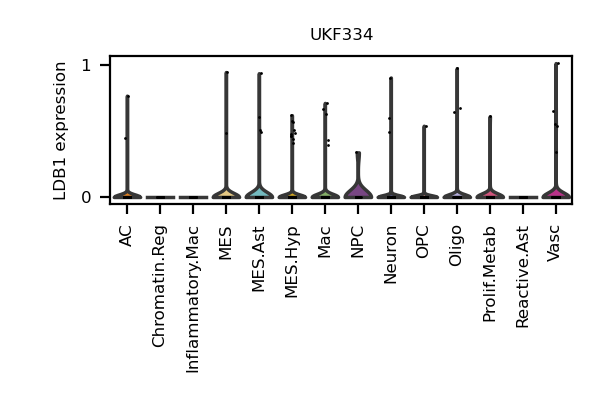 UKF334
LDB1 expression
1
0
AC
Chromatin.Reg
Inflammatory.Mac
MES
MES.Ast
MES.Hyp
Mac
NPC
Neuron
OPC
Oligo
Prolif.Metab
Reactive.Ast
Vasc